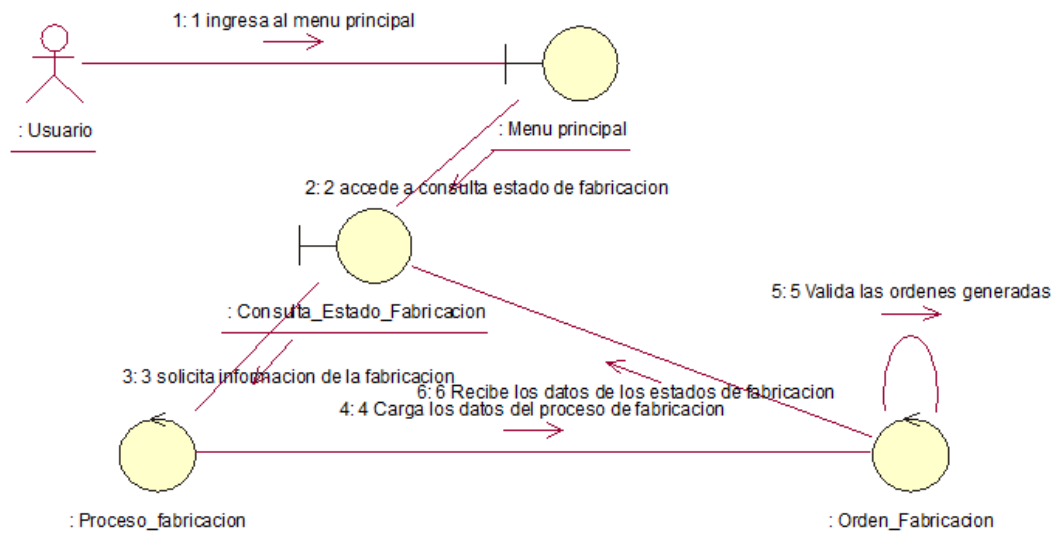 1: 1 ingresa al menu principal
: Usuario
: Menu principal
2: 2 accede a consulta estado de fabricacion
: Consulta_Estado_Fabricacion
5: 5 Valida las ordenes generadas
3: 3 solicita informacion de la fabricacion
6: 6 Recibe los datos de los estados de fabricacion
4: 4 Carga los datos del proceso de fabricacion
: Proceso_fabricacion
: Orden_Fabricacion